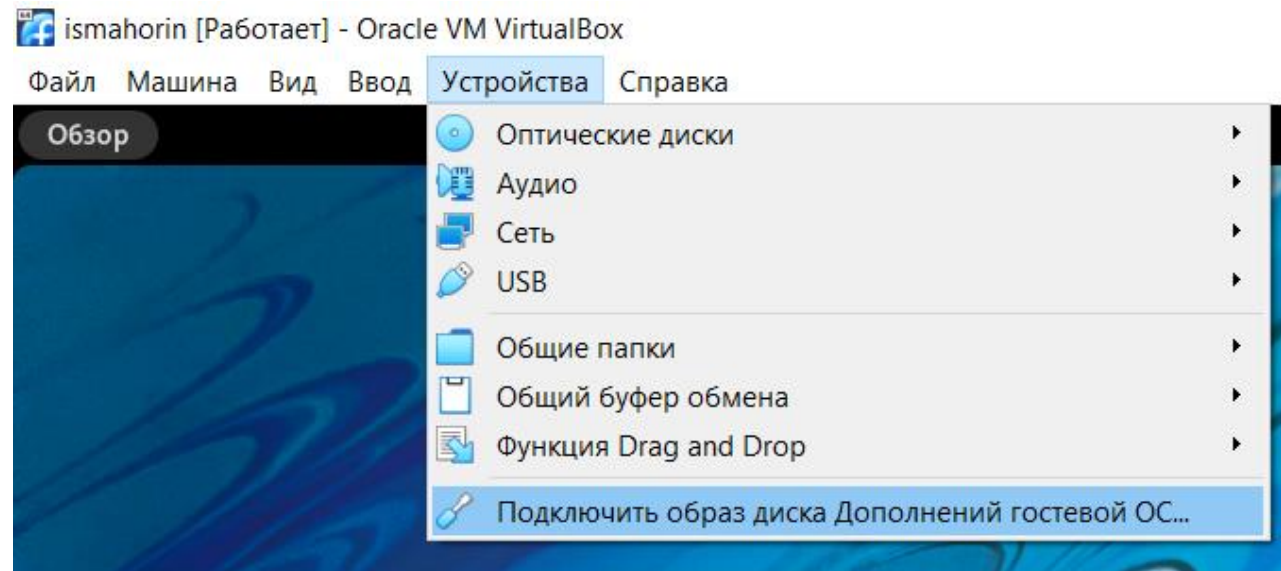 ismahorin [Работает] - Oracle VM VirtualBox
Файл Машина Вид Ввод Устройства Справка
Обзор
Оптические диски
Аудио
Сеть
USB
Общие папки
Общий буфер обмена
Функция Drag and Drop
Подключить образ диска Дополнений гостевой ОС...